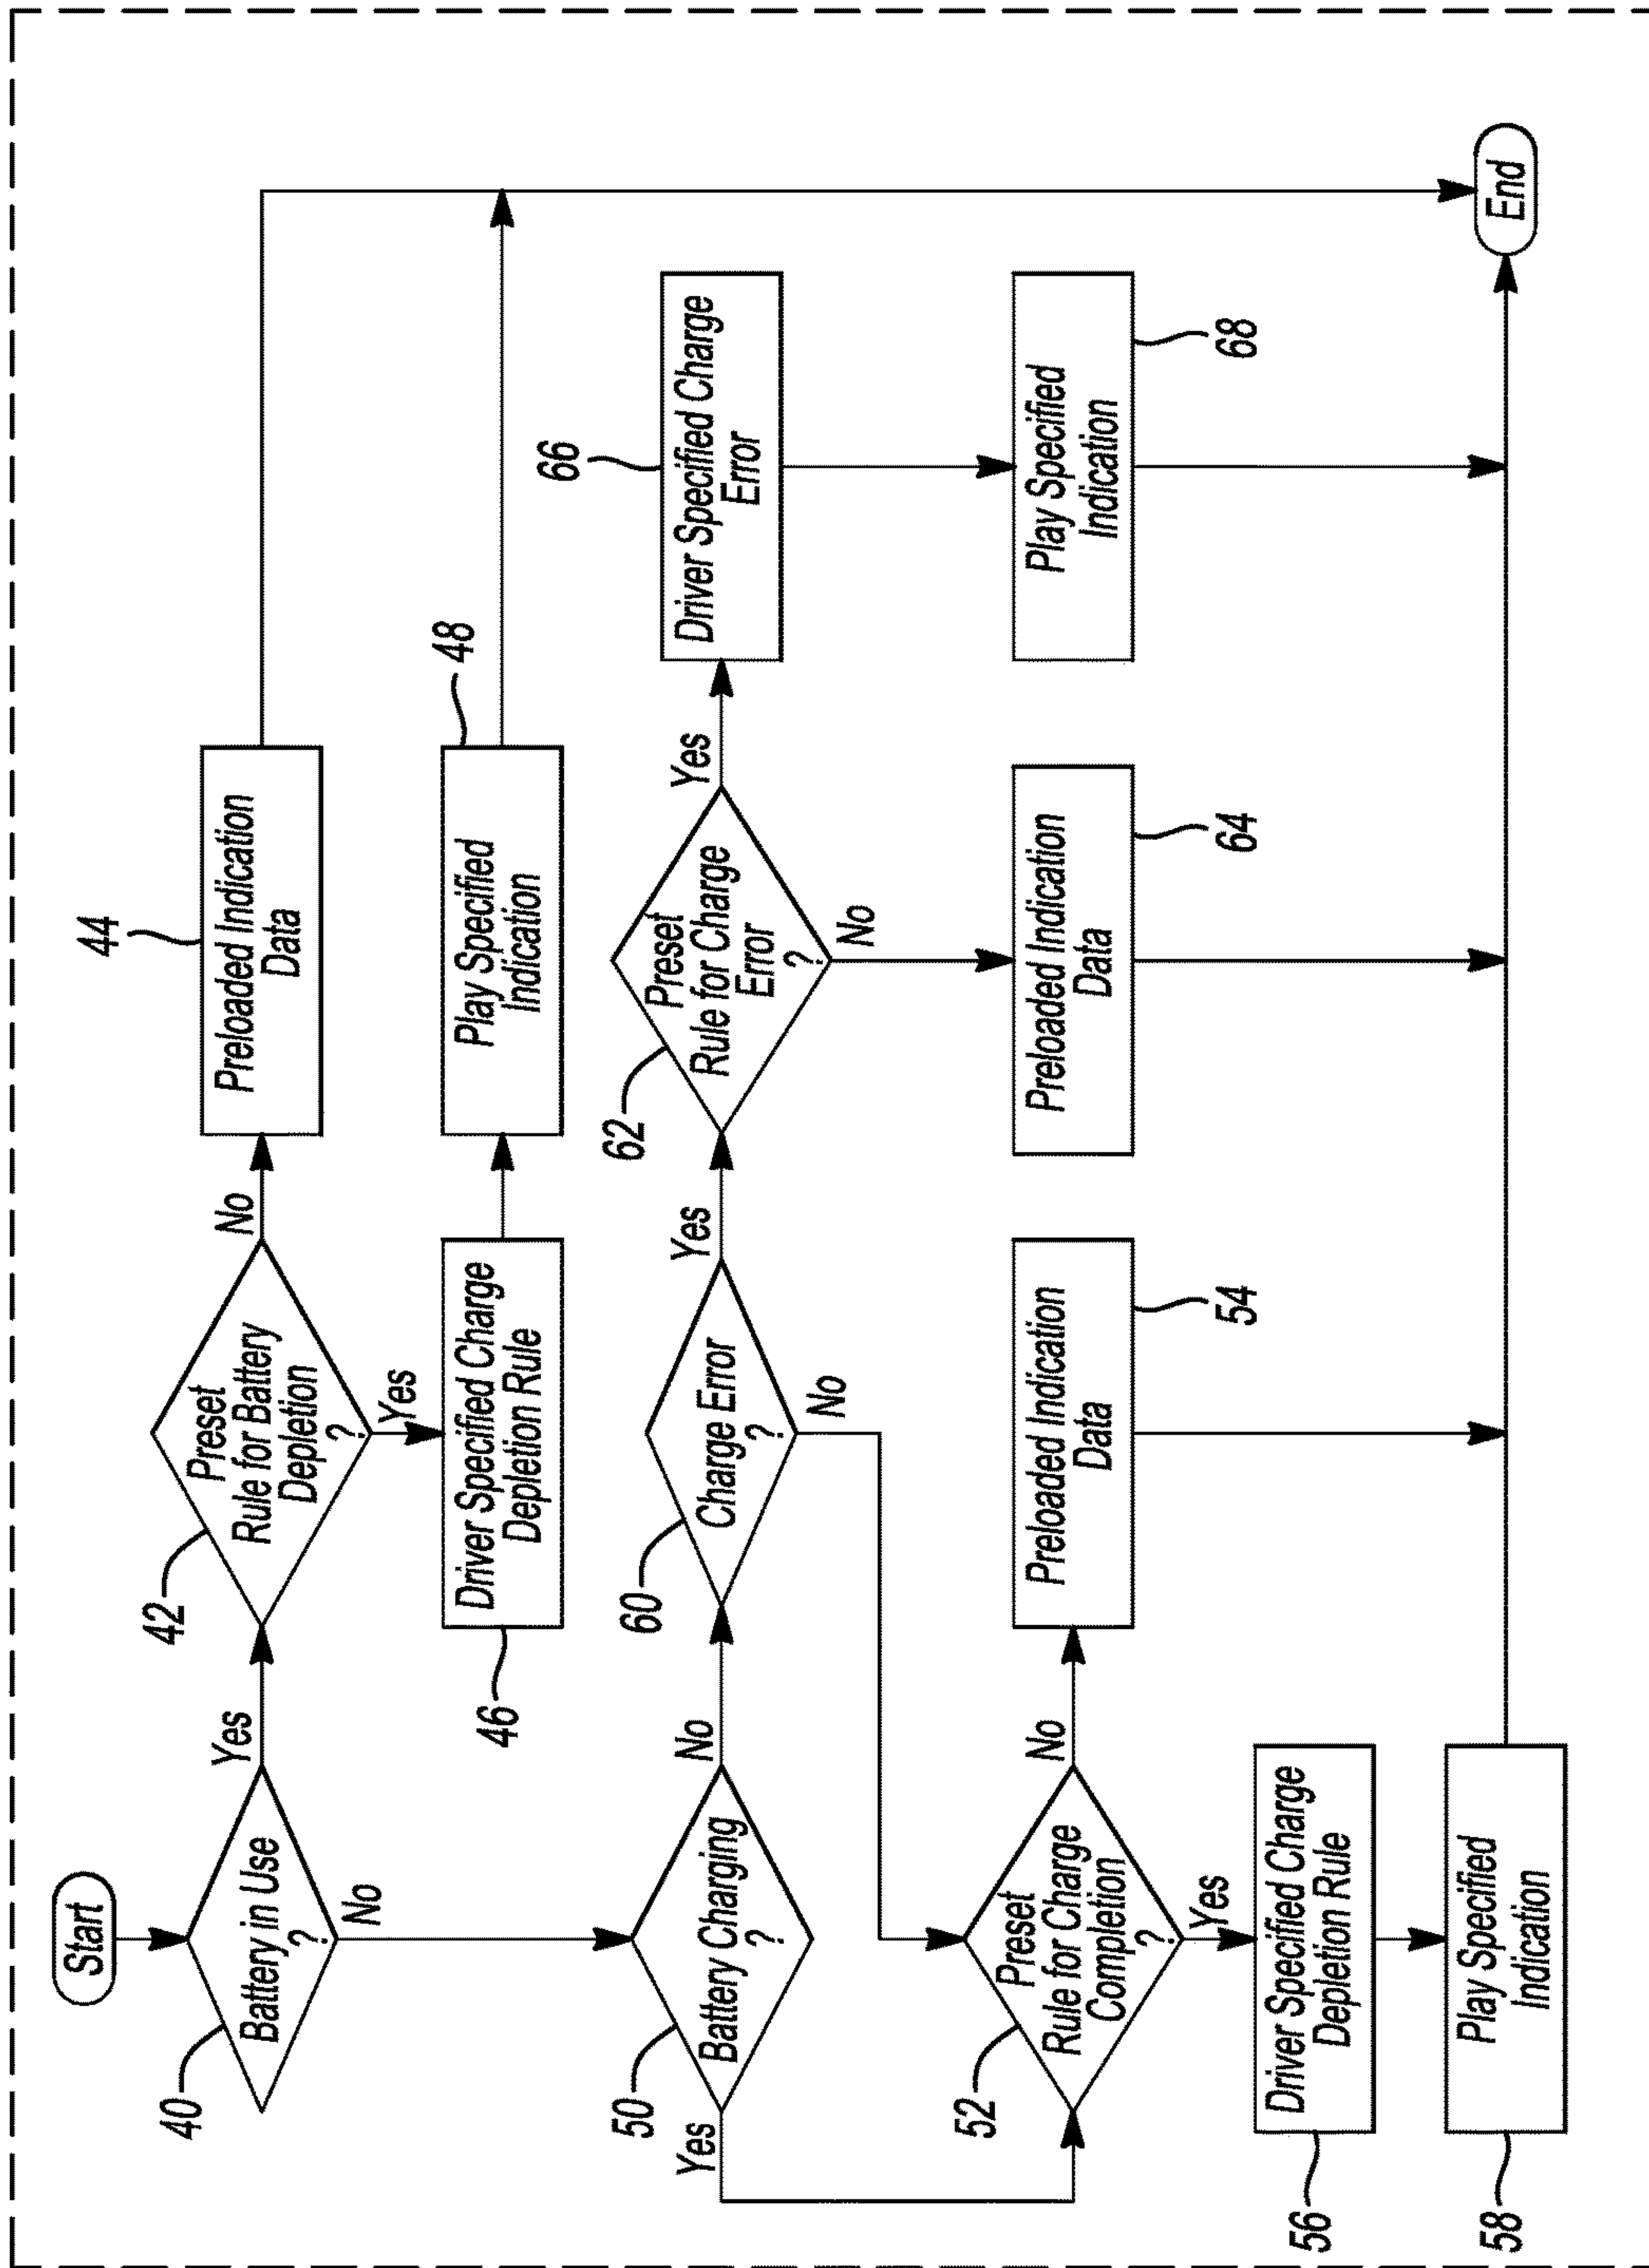 Start
40
Battery in Use
?
Yes
No
42
Preset
Rule for Battery
Depletion
?
No
Yes
44
Preloaded Indication
Data
46
Driver Specified Charge
Depletion Rule
48
Play Specified
Indication
50
Battery Charging
?
Yes
No
60
Charge Error
?
Yes
No
62
Preset
Rule for Charge
Error
?
Yes
No
66
Driver Specified Charge
Error
52
Preset
Rule for Charge
Completion
?
No
Yes
Preloaded Indication
Data
54
Preloaded Indication
Data
64
Play Specified
Indication
68
56
Driver Specified Charge
Depletion Rule
58
Play Specified
Indication
End